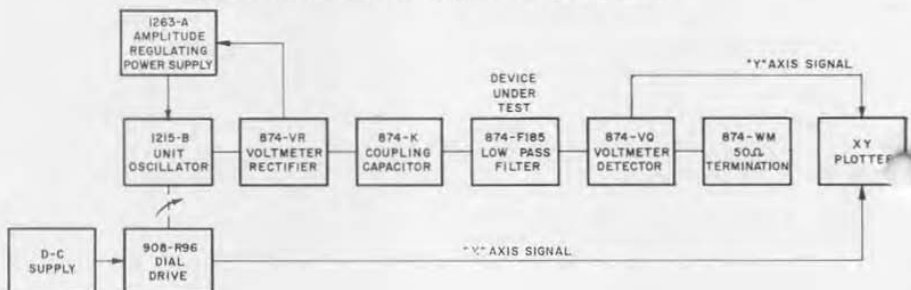 1263-A
AMPLITUDE
REGULATING
POWER SUPPLY
"Y" AXIS SIGNAL
DEVICE
UNDER
TEST
1215-B
UNIT
OSCILLATOR
874-VR
VOLTMETER
RECTIFIER
874-K
COUPLING
CAPACITOR
874-F185
LOW PASS
FILTER
874-VQ
VOLTMETER
DETECTOR
874-WM
50Ω
TERMINATION
XY
PLOTTER
D-C
SUPPLY
908-R96
DIAL
DRIVE
AXIS SIGNAL